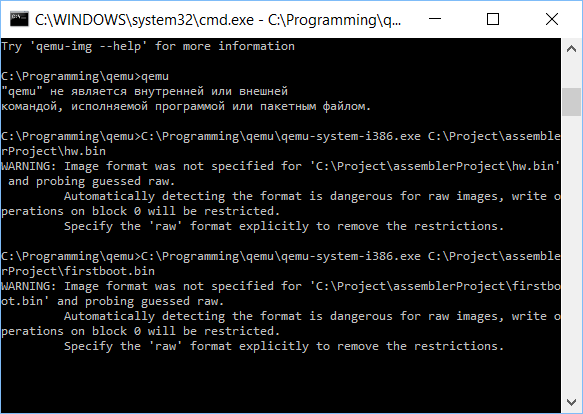 C:\WINDOWS\system32\cmd.exe - C:\Programming\q...
Try 'qemu-img --help' for more information
C:\Programming\qemu>qemu
"qemu" не является внутренней или внешней
командой, исполняемой программой или пакетным файлом.
C:\Programming\qemu>C:\Programming\qemu\qemu-system-i386.exe C:\Project\assemble
rProject\hw.bin
WARNING: Image format was not specified for 'C:\Project\assemblerProject\hw.bin'
and probing guessed raw.
Automatically detecting the format is dangerous for raw images, write o
perations on block 0 will be restricted.
Specify the 'raw' format explicitly to remove the restrictions.
C:\Programming\qemu>C:\Programming\qemu\qemu-system-i386.exe C:\Project\assemble
rProject\firstboot.bin
WARNING: Image format was not specified for 'C:\Project\assemblerProject\firstbo
ot.bin' and probing guessed raw.
Automatically detecting the format is dangerous for raw images, write o
perations on block 0 will be restricted.
Specify the 'raw' format explicitly to remove the restrictions.